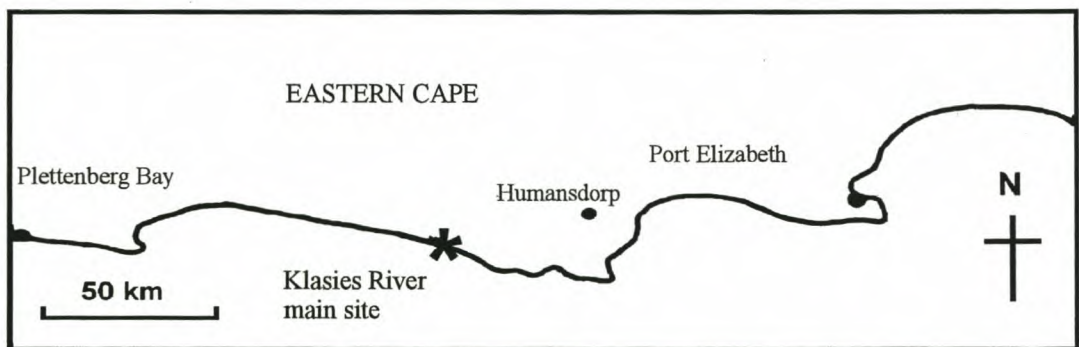 EASTERN CAPE
Port Elizabeth
Plettenberg Bay
Humansdorp
N
Klasies River
main site
50 km